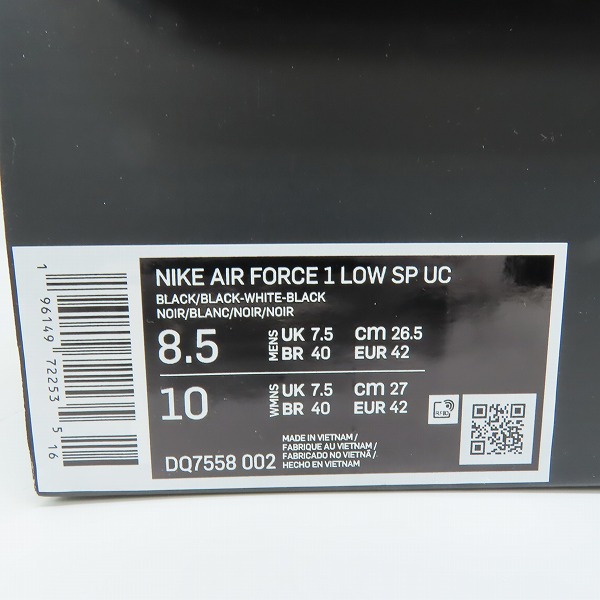 NIKE AIR FORCE 1 LOW SP UC
BLACK/BLACK-WHITE-BLACK
NOIR/BLANC/NOIR/NOIR
8.5 MENS UK 7.5 cm 26.5
BR 40 EUR 42
10 WMNS UK 7.5 cm 27
BR 40 EUR 42
DQ7558 002
MADE IN VIETNAM/
FABRIQUE AU VIETNAM/
FABRICADO NO VIETNÃ/
HECHO EN VIETNAM
RFID
1 96149 72253 5 16